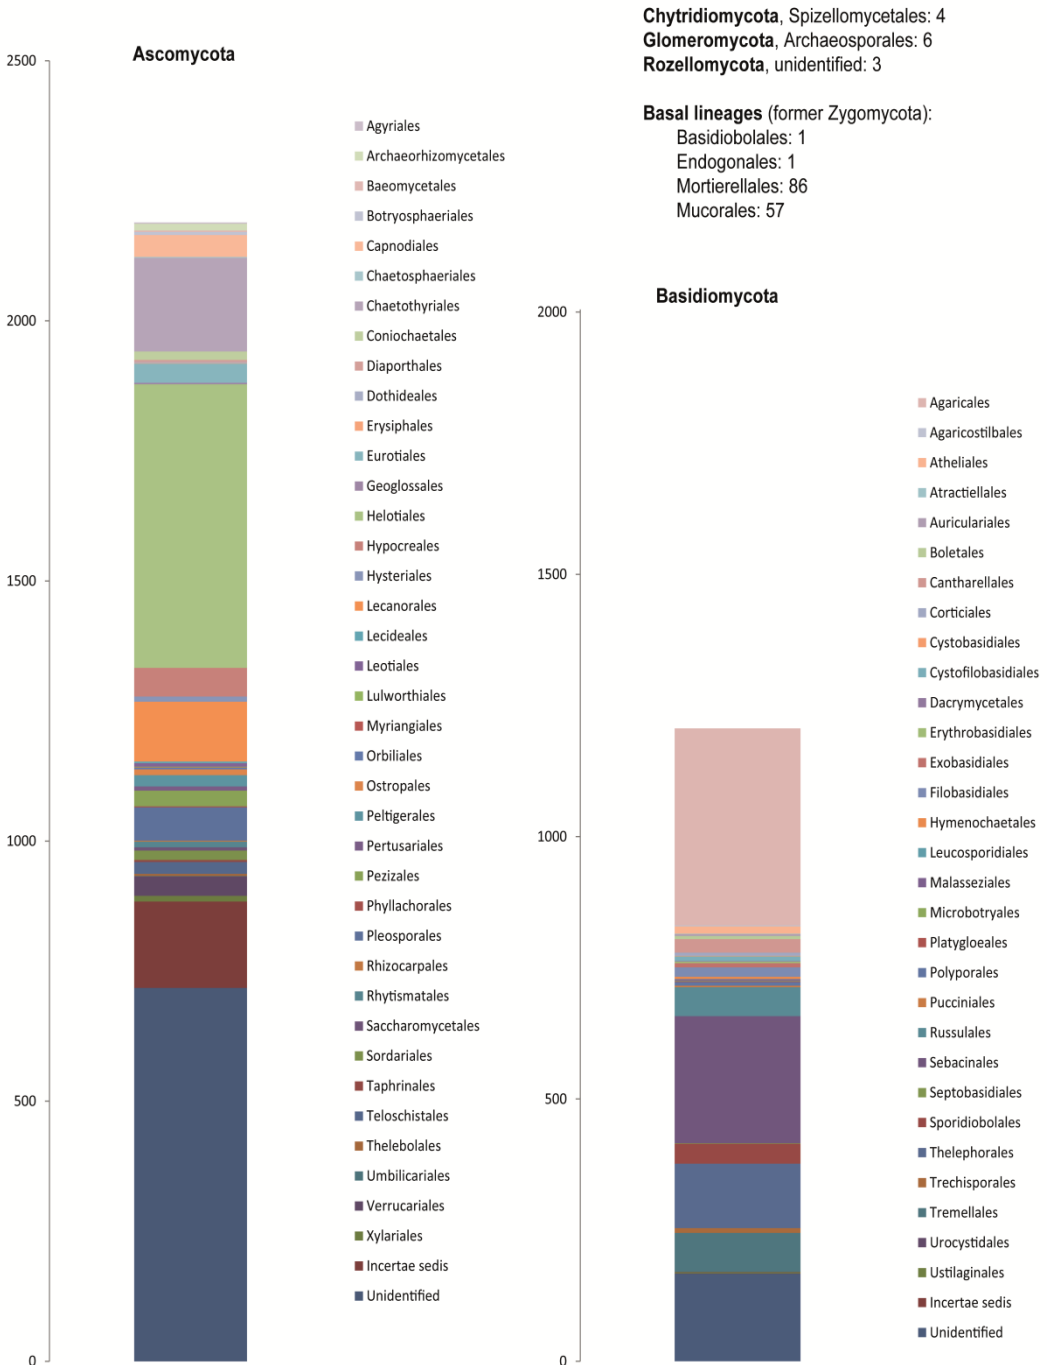 Chytridiomycota, Spizellomycetales: 4
Glomeromycota, Archaeosporales: 6
Rozellomycota, unidentified: 3
Basal lineages (former Zygomycota):
Basidiobolales: 1
Endogonales: 1
Mortierellales: 86
Mucorales: 57
Ascomycota
2500
2000
1500
1000
500
0
Agyriales
Archaeorhizomycetales
Baeomycetales
Botryosphaeriales
Capnodiales
Chaetosphaeriales
Chaetothyriales
Coniochaetales
Diaporthales
Dothideales
Erysiphales
Eurotiales
Geoglossales
Helotiales
Hypocreales
Hysteriales
Lecanorales
Lecideales
Leotiales
Lulworthiales
Myriangiales
Orbiliales
Ostropales
Peltigerales
Pertusariales
Pezizales
Phyllachorales
Pleosporales
Rhizocarpales
Rhytismatales
Saccharomycetales
Sordariales
Taphrinales
Teloschistales
Thelebolales
Umbilicariales
Verrucariales
Xylariales
Incertae sedis
Unidentified
Basidiomycota
2000
1500
1000
500
0
Agaricales
Agaricostilbales
Atheliales
Atractiellales
Auriculariales
Boletales
Cantharellales
Corticiales
Cystobasidiales
Cystofilobasidiales
Dacrymycetales
Erythrobasidiales
Exobasidiales
Filobasidiales
Hymenochaetales
Leucosporidiales
Malasseziales
Microbotryales
Platygloeales
Polyporales
Pucciniales
Russulales
Sebacinales
Septobasidiales
Sporidiobolales
Thelephorales
Trechisporales
Tremellales
Urocystidales
Ustilaginales
Incertae sedis
Unidentified